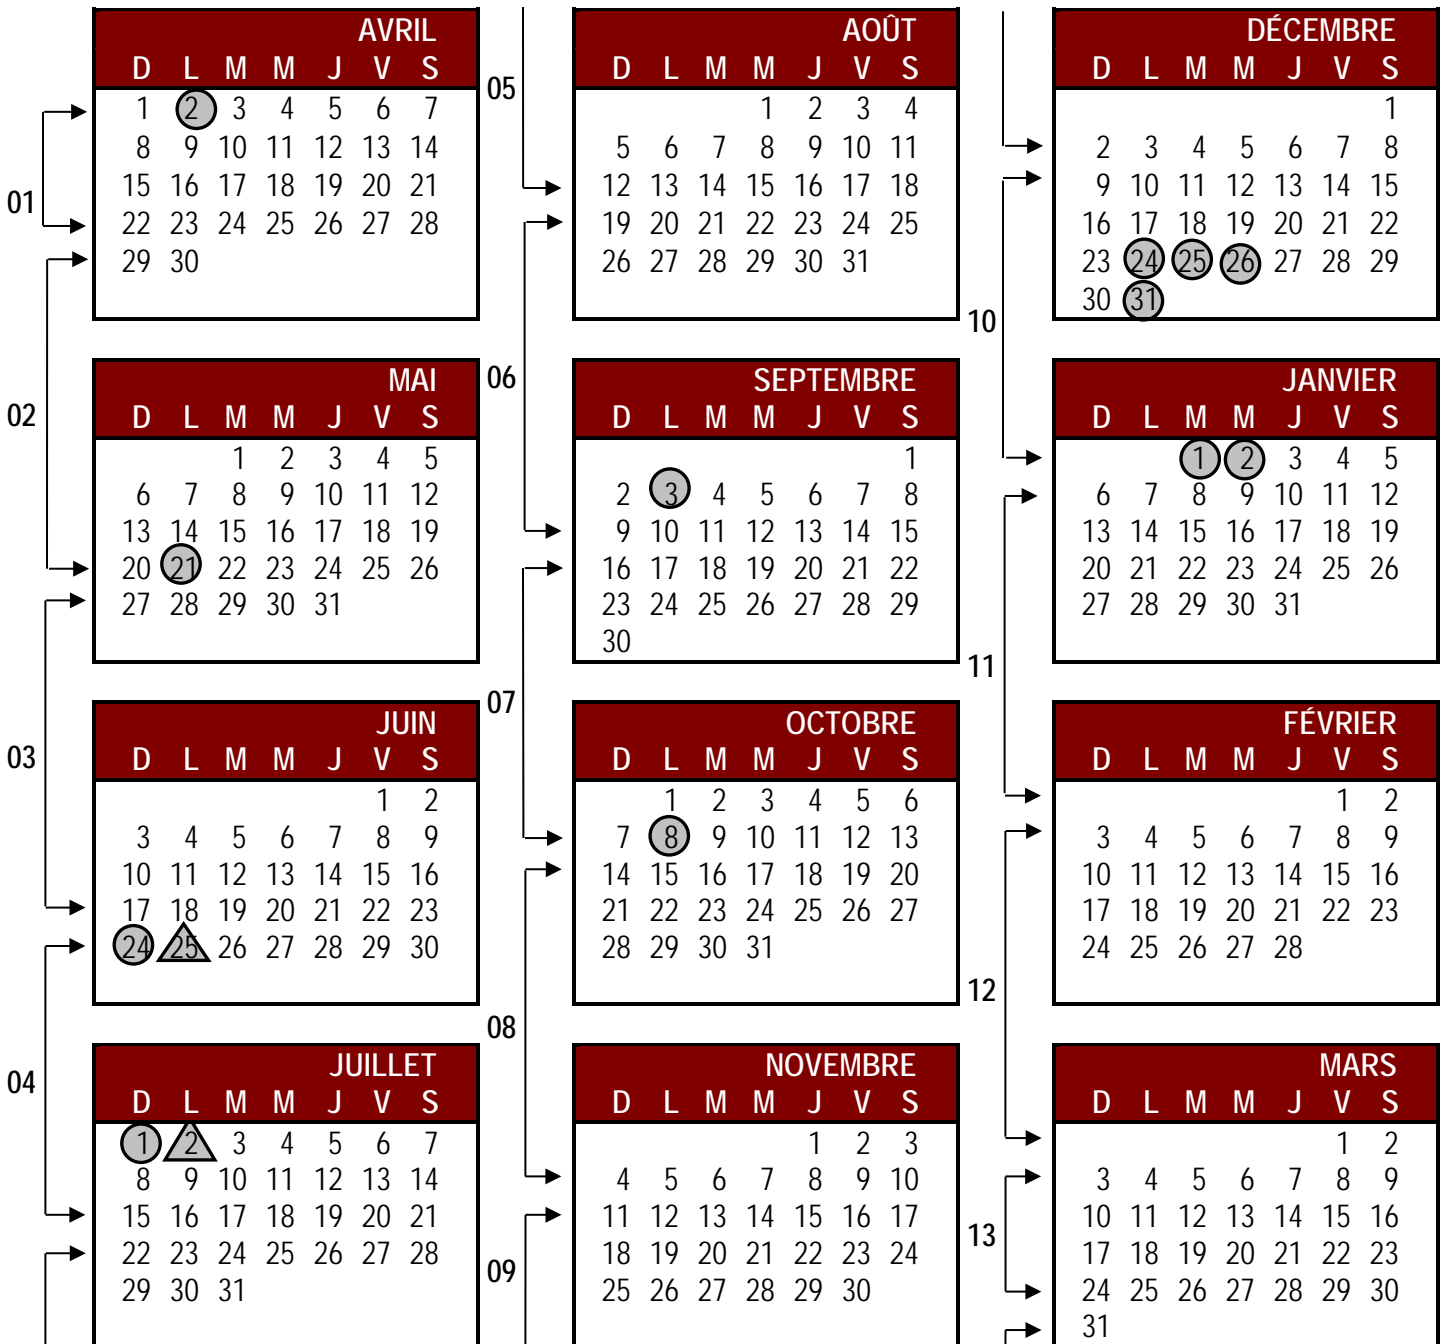 AVRIL
D L M M J V S
1 2 3 4 5 6 7
8 9 10 11 12 13 14
15 16 17 18 19 20 21
22 23 24 25 26 27 28
29 30
01
02
MAI
D L M M J V S
1 2 3 4 5
6 7 8 9 10 11 12
13 14 15 16 17 18 19
20 21 22 23 24 25 26
27 28 29 30 31
03
JUIN
D L M M J V S
1 2
3 4 5 6 7 8 9
10 11 12 13 14 15 16
17 18 19 20 21 22 23
24 25 26 27 28 29 30
04
JUILLET
D L M M J V S
1 2 3 4 5 6 7
8 9 10 11 12 13 14
15 16 17 18 19 20 21
22 23 24 25 26 27 28
29 30 31
05
AOÛT
D L M M J V S
1 2 3 4
5 6 7 8 9 10 11
12 13 14 15 16 17 18
19 20 21 22 23 24 25
26 27 28 29 30 31
06
SEPTEMBRE
D L M M J V S
1
2 3 4 5 6 7 8
9 10 11 12 13 14 15
16 17 18 19 20 21 22
23 24 25 26 27 28 29
30
07
OCTOBRE
D L M M J V S
1 2 3 4 5 6
7 8 9 10 11 12 13
14 15 16 17 18 19 20
21 22 23 24 25 26 27
28 29 30 31
08
NOVEMBRE
D L M M J V S
1 2 3
4 5 6 7 8 9 10
11 12 13 14 15 16 17
18 19 20 21 22 23 24
25 26 27 28 29 30
09
DÉCEMBRE
D L M M J V S
1
2 3 4 5 6 7 8
9 10 11 12 13 14 15
16 17 18 19 20 21 22
23 24 25 26 27 28 29
30 31
10
JANVIER
D L M M J V S
1 2 3 4 5
6 7 8 9 10 11 12
13 14 15 16 17 18 19
20 21 22 23 24 25 26
27 28 29 30 31
11
FÉVRIER
D L M M J V S
1 2
3 4 5 6 7 8 9
10 11 12 13 14 15 16
17 18 19 20 21 22 23
24 25 26 27 28
12
MARS
D L M M J V S
1 2
3 4 5 6 7 8 9
10 11 12 13 14 15 16
17 18 19 20 21 22 23
24 25 26 27 28 29 30
31
13